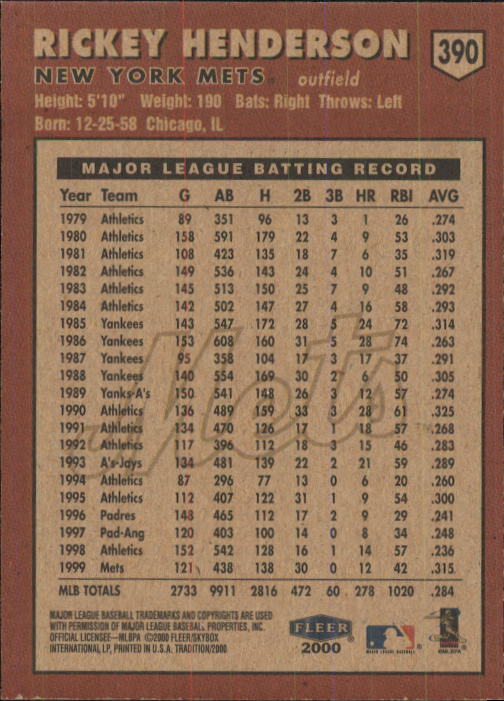 RICKEY HENDERSON 390
NEW YORK METS outfield
Height: 5'10" Weight: 190 Bats: Right Throws: Left
Born: 12-25-58 Chicago, IL
MAJOR LEAGUE BATTING RECORD
Year Team G AB H 2B 3B HR RBI AVG
1979 Athletics 89 351 96 13 3 1 26 .274
1980 Athletics 158 591 179 22 4 9 53 .303
1981 Athletics 108 423 135 18 7 6 35 .319
1982 Athletics 149 536 143 24 4 10 51 .267
1983 Athletics 145 513 150 25 7 9 48 .292
1984 Athletics 142 502 147 27 4 16 58 .293
1985 Yankees 143 547 172 28 5 24 72 .314
1986 Yankees 153 608 160 31 5 28 74 .263
1987 Yankees 95 358 104 17 3 17 37 .291
1988 Yankees 140 554 169 30 2 6 50 .305
1989 Yanks-A's 150 541 148 26 3 12 57 .274
1990 Athletics 136 489 159 33 3 28 61 .325
1991 Athletics 134 470 126 17 1 18 57 .268
1992 Athletics 117 396 112 18 3 15 46 .283
1993 A's-Jays 134 481 139 22 2 21 59 .289
1994 Athletics 87 296 77 13 0 6 20 .260
1995 Athletics 112 407 122 31 1 9 54 .300
1996 Padres 148 465 112 17 2 9 29 .241
1997 Pad-Ang 120 403 100 14 0 8 34 .248
1998 Athletics 152 542 128 16 1 14 57 .236
1999 Mets 121 438 138 30 0 12 42 .315
MLB TOTALS 2733 9911 2816 472 60 278 1020 .284
Mets
MAJOR LEAGUE BASEBALL TRADEMARKS AND COPYRIGHTS ARE USED
WITH PERMISSION OF MAJOR LEAGUE BASEBALL PROPERTIES, INC.
OFFICIAL LICENSEE—MLBPA ©2000 FLEER/SKYBOX
INTERNATIONAL LP, PRINTED IN U.S.A. TRADITION/2000
FLEER
2000
MAJOR LEAGUE BASEBALL